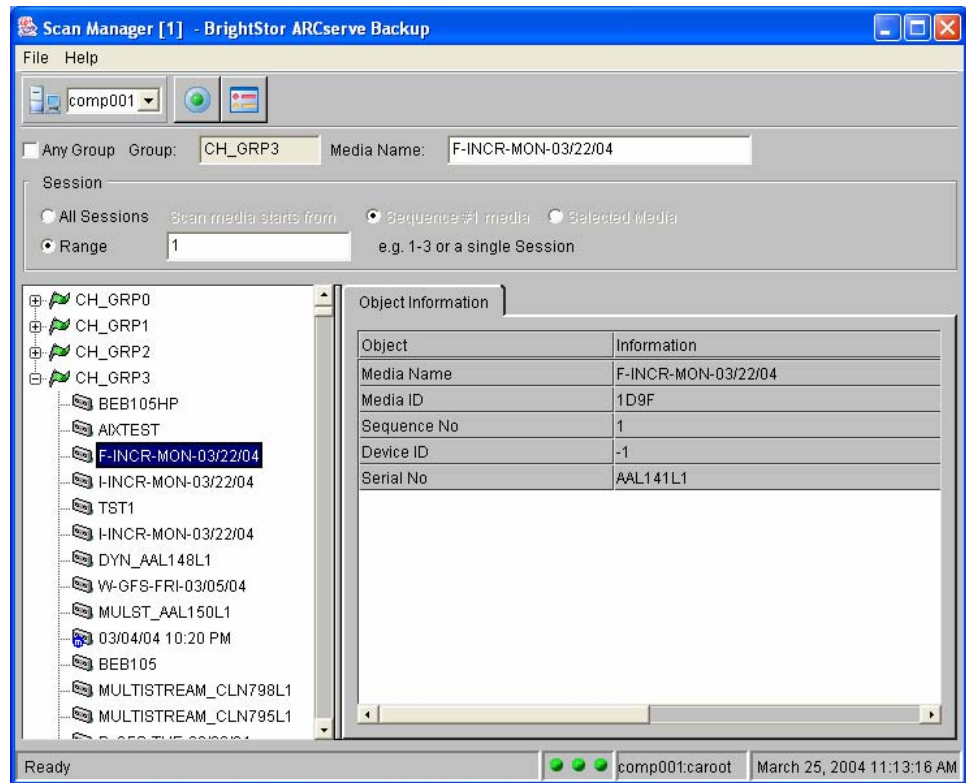 Scan Manager [1] - BrightStor ARCserve Backup
File Help
comp001
Any Group Group: CH_GRP3 Media Name: F-INCR-MON-03/22/04
Session
All Sessions Scan media starts from Sequence #1 media Selected Media
Range 1 e.g. 1-3 or a single Session
CH_GRP0
CH_GRP1
CH_GRP2
CH_GRP3
BEB105HP
AIXTEST
F-INCR-MON-03/22/04
I-INCR-MON-03/22/04
TST1
I-INCR-MON-03/22/04
DYN_AAL148L1
W-GFS-FRI-03/05/04
MULST_AAL150L1
03/04/04 10:20 PM
BEB105
MULTISTREAM_CLN798L1
MULTISTREAM_CLN795L1
Object Information
Object Information
Media Name F-INCR-MON-03/22/04
Media ID 1D9F
Sequence No 1
Device ID -1
Serial No AAL141L1
Ready comp001:caroot March 25, 2004 11:13:16 AM